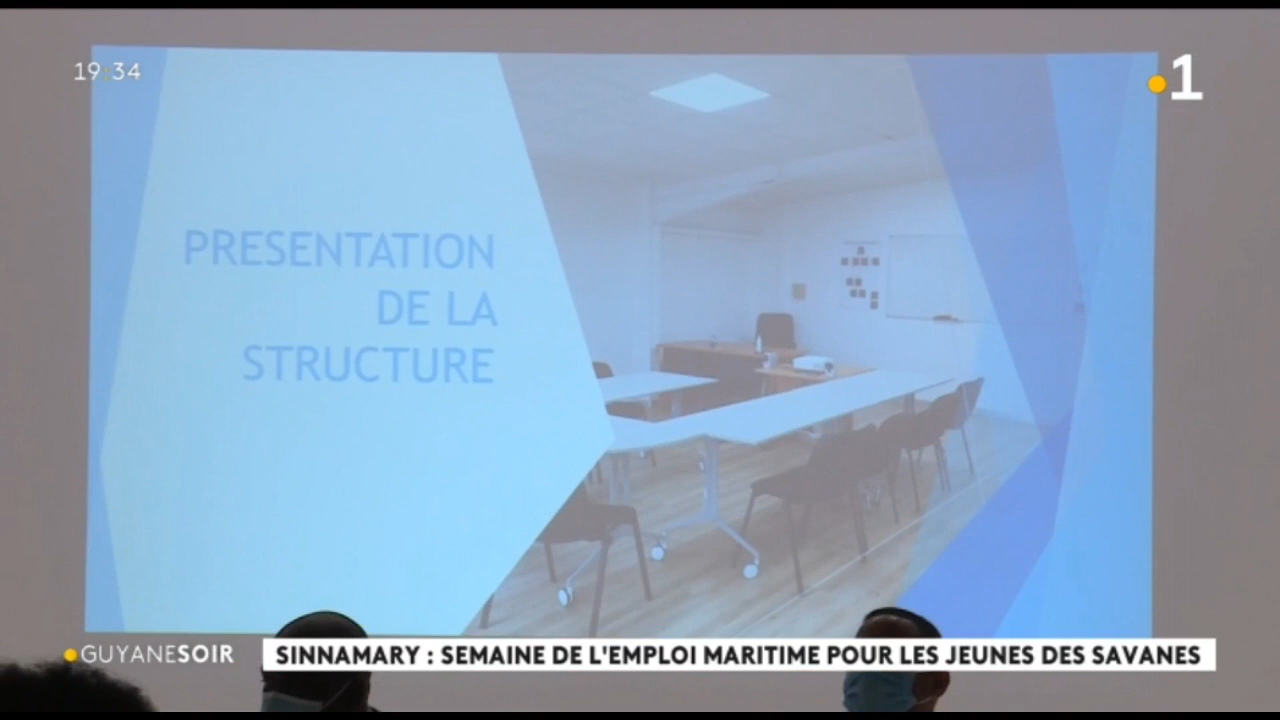 19:34
1
PRESENTATION
DE LA
STRUCTURE
GUYANESOIR
SINNAMARY : SEMAINE DE L'EMPLOI MARITIME POUR LES JEUNES DES SAVANES